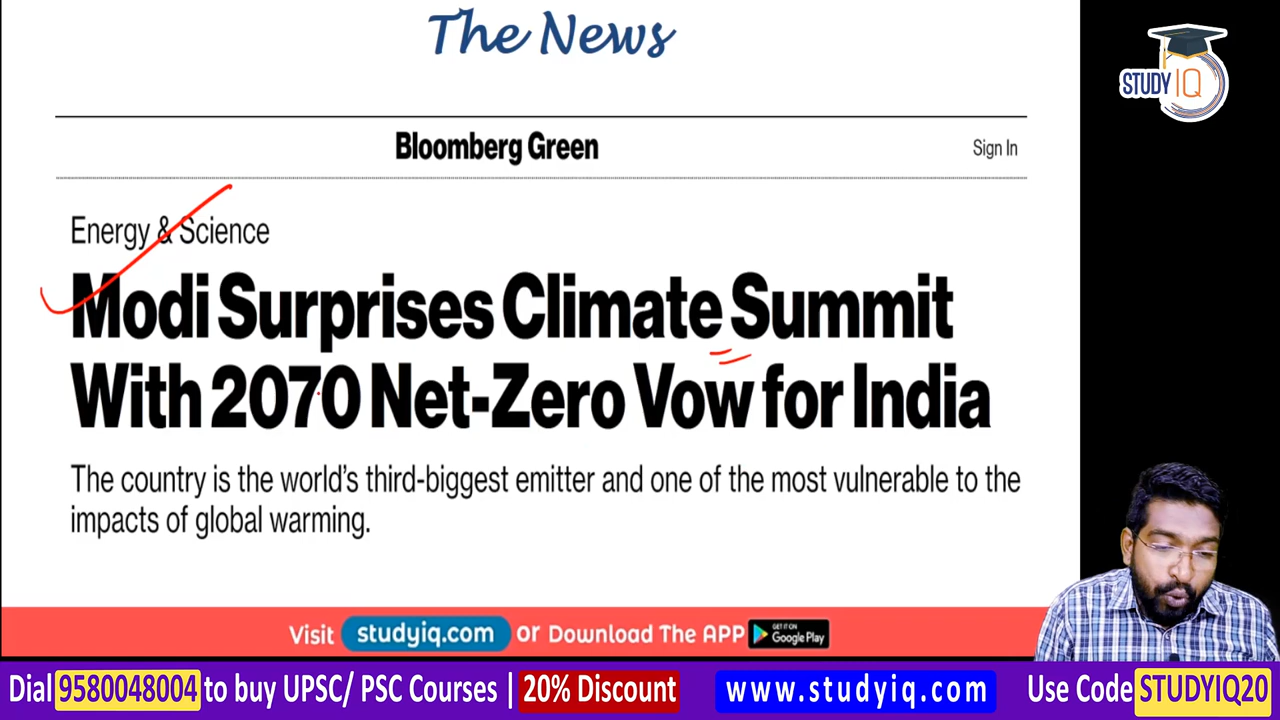 The News
STUDY IQ
Bloomberg Green
Sign In
Energy & Science
Modi Surprises Climate Summit
With 2070 Net-Zero Vow for India
The country is the world's third-biggest emitter and one of the most vulnerable to the
impacts of global warming.
Visit studyiq.com or Download The APP GET IT ON Google Play
Dial 9580048004 to buy UPSC/ PSC Courses | 20% Discount www.studyiq.com Use Code STUDYIQ20